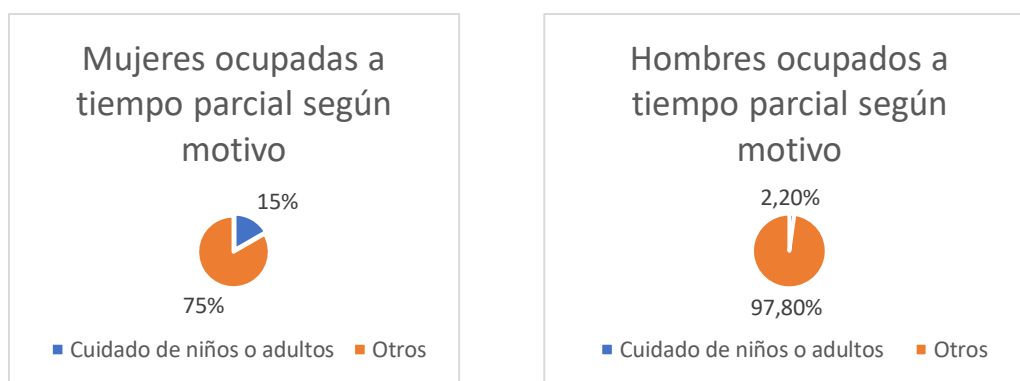 Mujeres ocupadas a
tiempo parcial según
motivo
15%
75%
Cuidado de niños o adultos Otros
Hombres ocupados a
tiempo parcial según
motivo
2,20%
97,80%
Cuidado de niños o adultos Otros